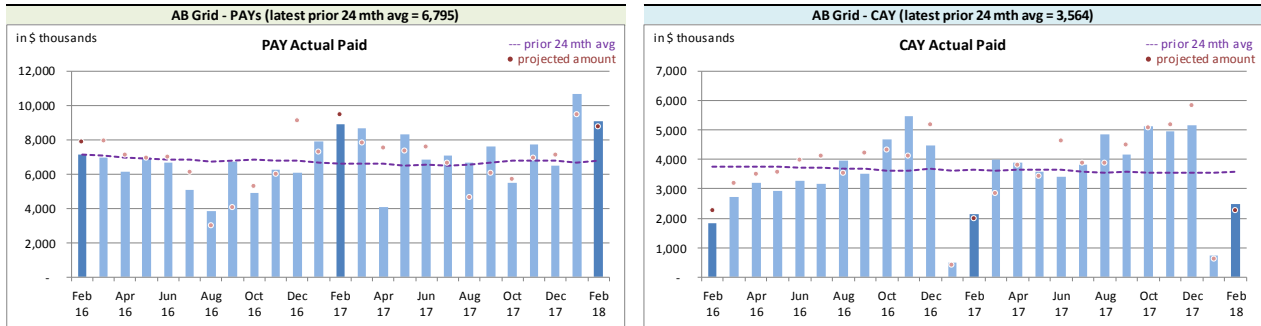 AB Grid - PAYs (latest prior 24 mth avg = 6,795)
in $ thousands
PAY Actual Paid
--- prior 24 mth avg
• projected amount
12,000
10,000
8,000
6,000
4,000
2,000
-
Feb Apr Jun Aug Oct Dec Feb Apr Jun Aug Oct Dec Feb
16 16 16 16 16 16 17 17 17 17 17 17 18
AB Grid - CAY (latest prior 24 mth avg = 3,564)
in $ thousands
CAY Actual Paid
--- prior 24 mth avg
• projected amount
7,000
6,000
5,000
4,000
3,000
2,000
1,000
-
Feb Apr Jun Aug Oct Dec Feb Apr Jun Aug Oct Dec Feb
16 16 16 16 16 16 17 17 17 17 17 17 18